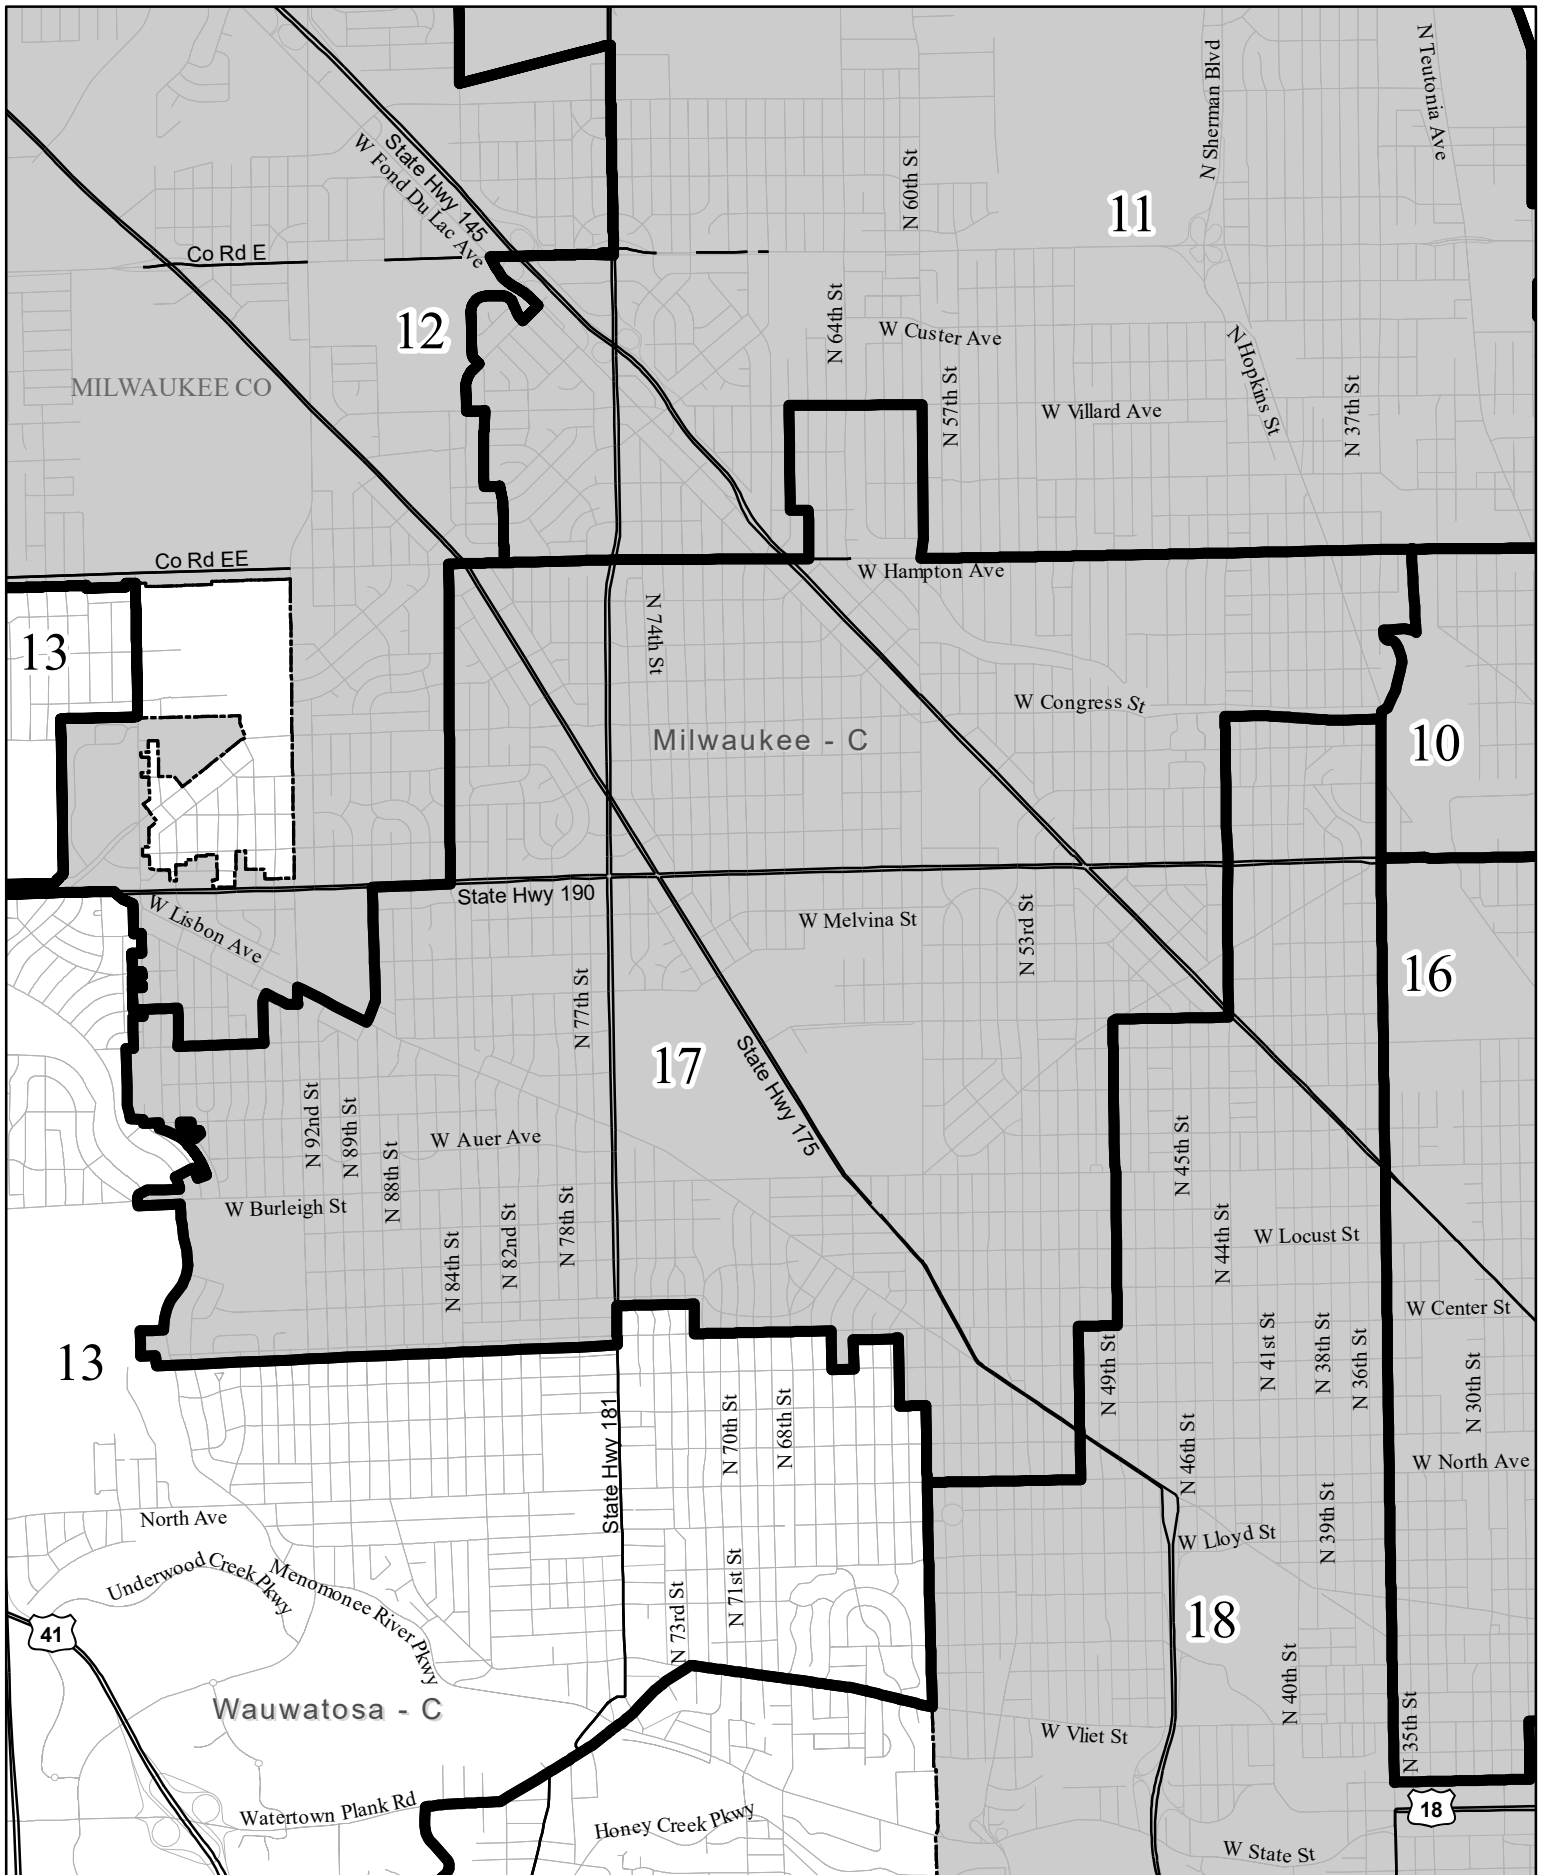 N Sherman Blvd
N Teutonia Ave
State Hwy 145
W Fond Du Lac Ave
N 60th St
11
Co Rd E
12
N 64th St
W Custer Ave
N Hopkins St
MILWAUKEE CO
N 57th St
W Villard Ave
N 37th St
Co Rd EE
W Hampton Ave
13
N 74th St
W Congress St
Milwaukee - C
10
State Hwy 190
W Lisbon Ave
W Melvina St
N 53rd St
16
N 77th St
17
State Hwy 175
N 92nd St
N 89th St
N 88th St
W Auer Ave
N 45th St
W Burleigh St
N 84th St
N 82nd St
N 78th St
N 44th St
W Locust St
W Center St
13
N 49th St
N 41st St
N 38th St
N 36th St
N 30th St
State Hwy 181
N 70th St
N 68th St
N 46th St
W North Ave
North Ave
W Lloyd St
N 39th St
Underwood Creek Pkwy
Menomonee River Pkwy
N 73rd St
N 71st St
41
18
N 40th St
Wauwatosa - C
W Vliet St
N 35th St
Watertown Plank Rd
Honey Creek Pkwy
18
W State St